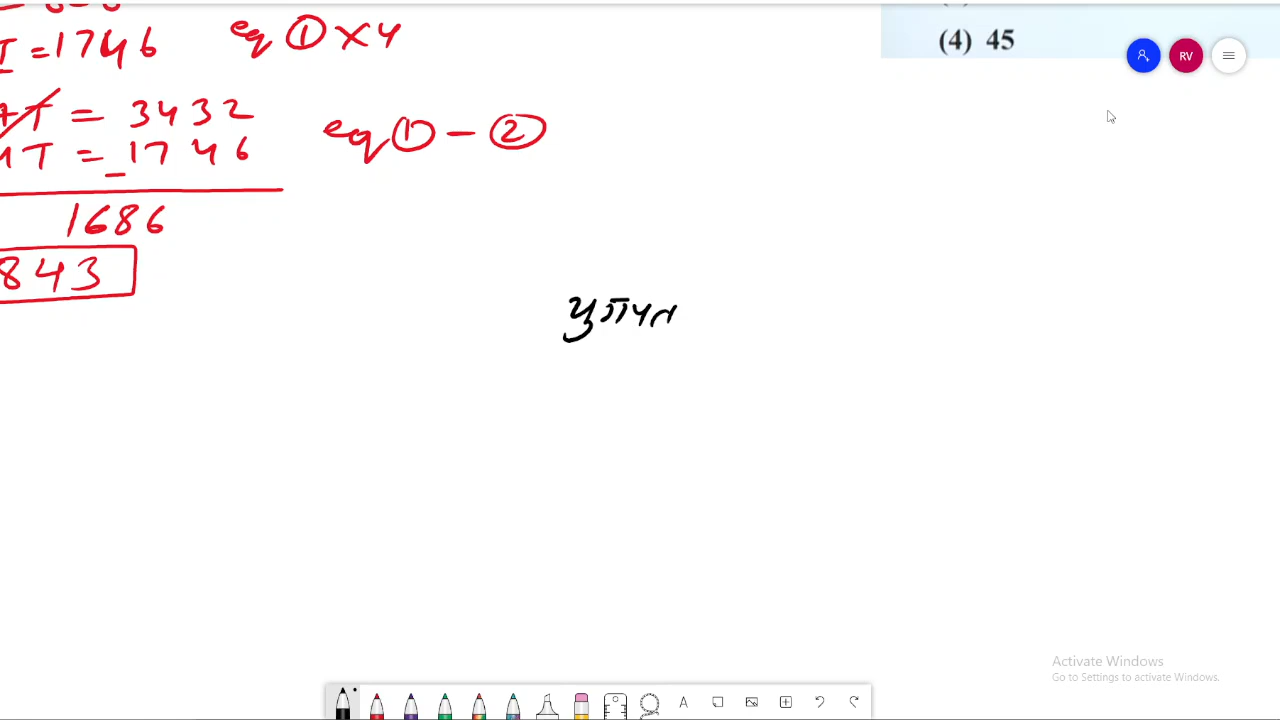 (4) 45
RV
I = 1746 eq ① × 4
T = 3432 eq ① - ②
T = 1746
-
1686
843
युगपत
Activate Windows
Go to Settings to activate Windows.